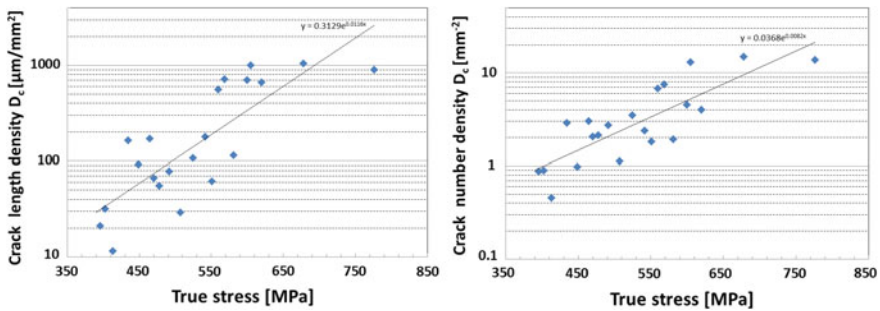 Crack length density D_c [µm/mm²]
1000
100
10
y = 0.3129e^0.0116x
350 450 550 650 750 850
True stress [MPa]
Crack number density D_c [mm⁻²]
10
1
0.1
y = 0.0368e^0.0082x
350 450 550 650 750 850
True stress [MPa]